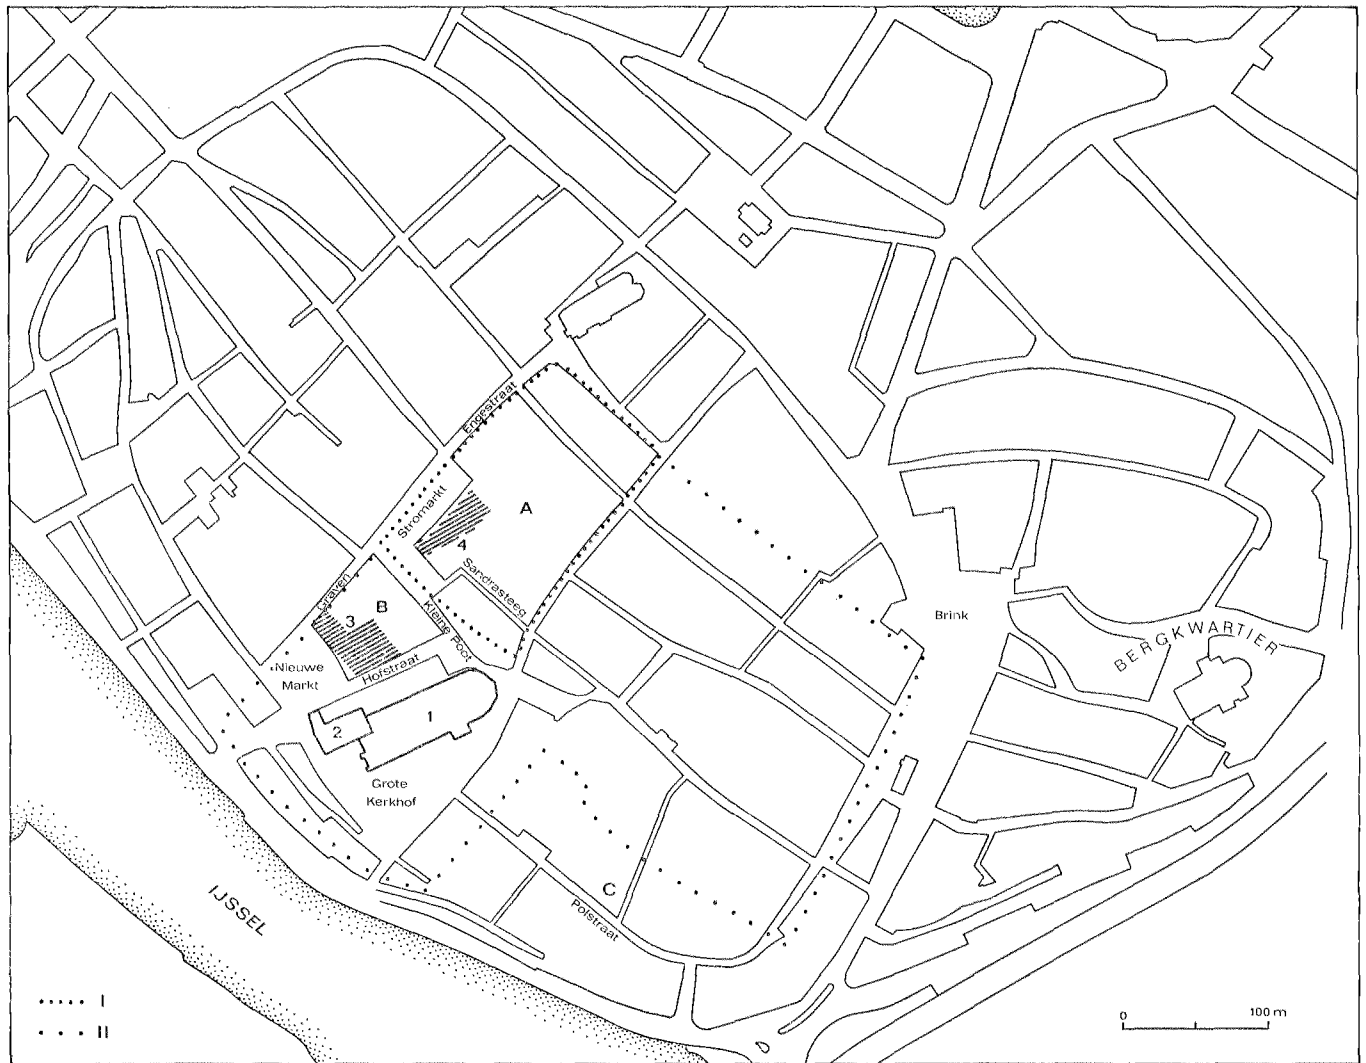 Engestraat
Stromarkt
A
4
Sandrasteeg
Graven
B
3
Kleine Poot
Brink
BERGKWARTIER
Nieuwe
Markt
Hofstraat
1
2
Grote
Kerkhof
C
Polstraat
IJSSEL
I
II
0 100 m